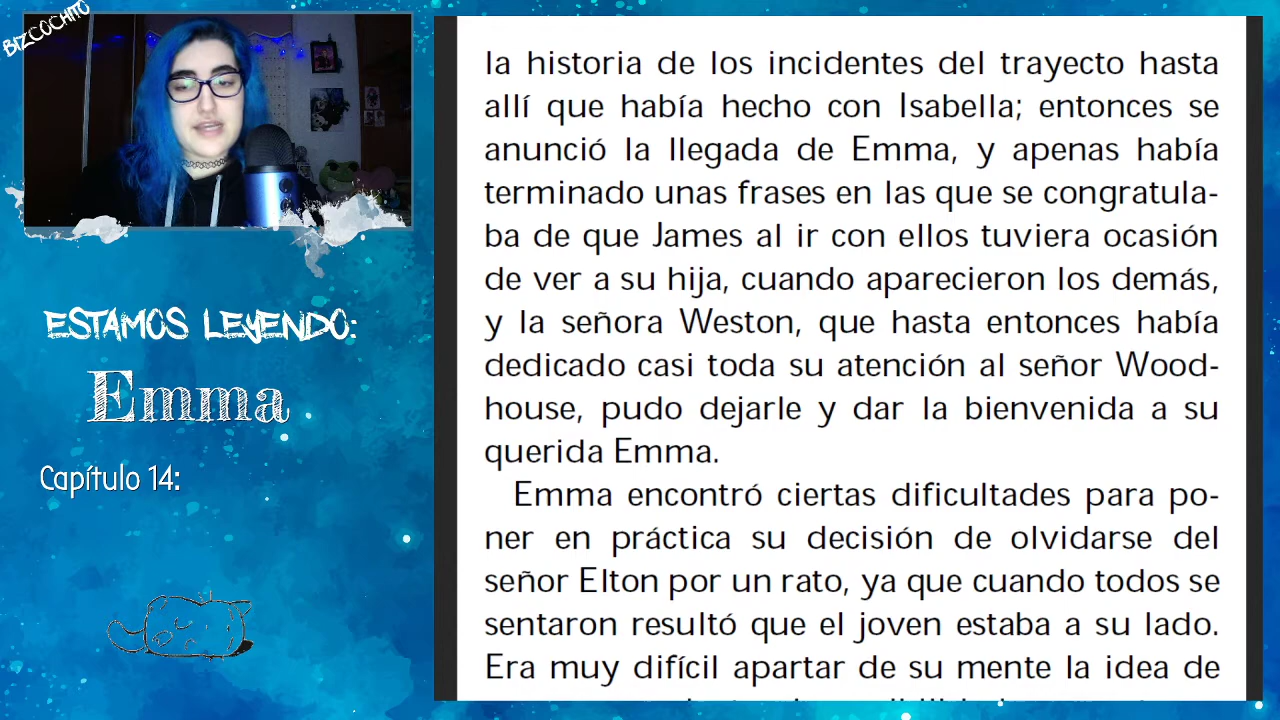 BIZCOCHITO
ESTAMOS LEYENDO:
Emma
Capítulo 14:
la historia de los incidentes del trayecto hasta
allí que había hecho con Isabella; entonces se
anunció la llegada de Emma, y apenas había
terminado unas frases en las que se congratula-
ba de que James al ir con ellos tuviera ocasión
de ver a su hija, cuando aparecieron los demás,
y la señora Weston, que hasta entonces había
dedicado casi toda su atención al señor Wood-
house, pudo dejarle y dar la bienvenida a su
querida Emma.
Emma encontró ciertas dificultades para po-
ner en práctica su decisión de olvidarse del
señor Elton por un rato, ya que cuando todos se
sentaron resultó que el joven estaba a su lado.
Era muy difícil apartar de su mente la idea de